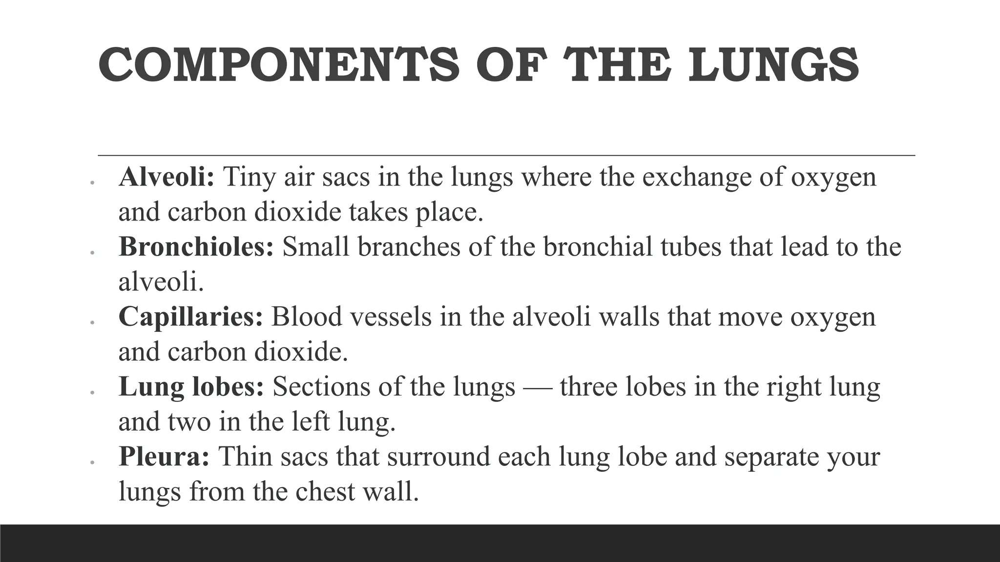 COMPONENTS OF THE LUNGS
• Alveoli: Tiny air sacs in the lungs where the exchange of oxygen
and carbon dioxide takes place.
• Bronchioles: Small branches of the bronchial tubes that lead to the
alveoli.
• Capillaries: Blood vessels in the alveoli walls that move oxygen
and carbon dioxide.
• Lung lobes: Sections of the lungs — three lobes in the right lung
and two in the left lung.
• Pleura: Thin sacs that surround each lung lobe and separate your
lungs from the chest wall.